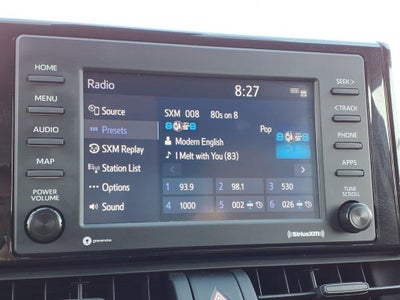 Radio 8:27
HOME
MENU
AUDIO
MAP
POWER VOLUME
SEEK >
< TRACK
PHONE
APPS
TUNE SCROLL
Source
Presets
SXM Replay
Station List
Options
Sound
SXM 008 80s on 8
Pop
Modern English
I Melt with You (83)
1 93.9 2 98.1 3 530
4 1000 5 002 6 026
gracenote
SiriusXM